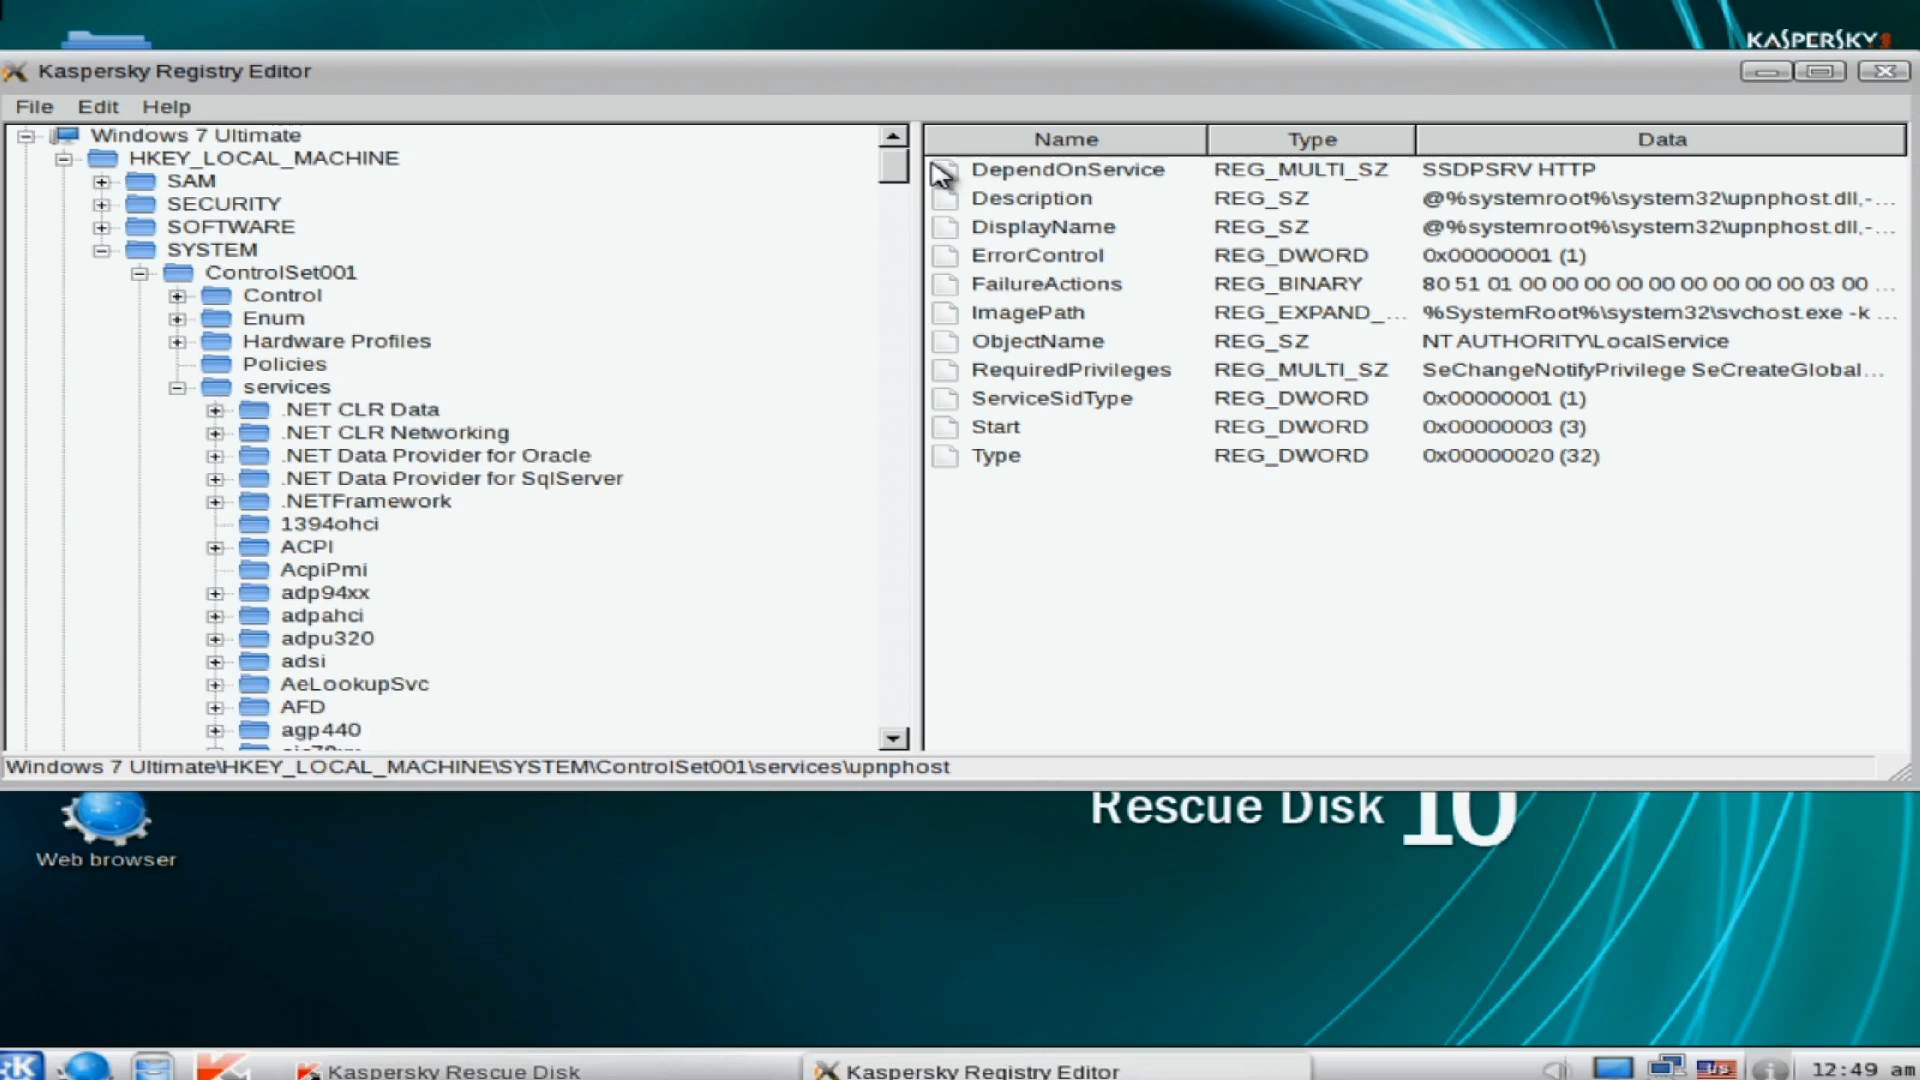 KASPERSKY
Kaspersky Registry Editor
File Edit Help
Windows 7 Ultimate
HKEY_LOCAL_MACHINE
SAM
SECURITY
SOFTWARE
SYSTEM
ControlSet001
Control
Enum
Hardware Profiles
Policies
services
.NET CLR Data
.NET CLR Networking
.NET Data Provider for Oracle
.NET Data Provider for SqlServer
.NETFramework
1394ohci
ACPI
AcpiPmi
adp94xx
adpahci
adpu320
adsi
AeLookupSvc
AFD
agp440
Name Type Data
DependOnService REG_MULTI_SZ SSDPSRV HTTP
Description REG_SZ @%systemroot%\system32\upnphost.dll,-...
DisplayName REG_SZ @%systemroot%\system32\upnphost.dll,-...
ErrorControl REG_DWORD 0x00000001 (1)
FailureActions REG_BINARY 80 51 01 00 00 00 00 00 00 00 00 00 03 00 ...
ImagePath REG_EXPAND_... %SystemRoot%\system32\svchost.exe -k ...
ObjectName REG_SZ NT AUTHORITY\LocalService
RequiredPrivileges REG_MULTI_SZ SeChangeNotifyPrivilege SeCreateGlobal...
ServiceSidType REG_DWORD 0x00000001 (1)
Start REG_DWORD 0x00000003 (3)
Type REG_DWORD 0x00000020 (32)
Windows 7 Ultimate\HKEY_LOCAL_MACHINE\SYSTEM\ControlSet001\services\upnphost
Rescue Disk 10
Web browser
Kaspersky Rescue Disk
Kaspersky Registry Editor
us
12:49 am